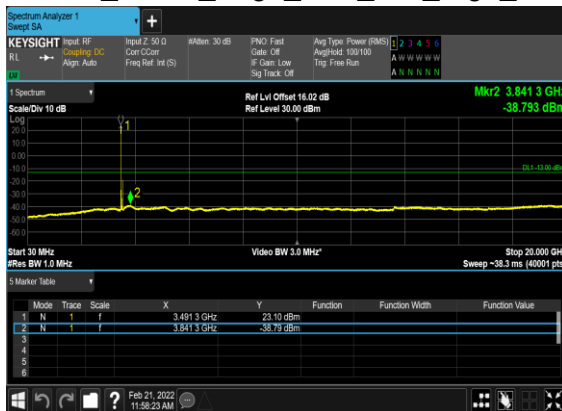 Spectrum Analyzer 1
Swept SA
KEYSIGHT Input: RF Input Z: 50 Ω #Atten: 30 dB PNO: Fast Avg Type: Power (RMS) 1 2 3 4 5 6
RL Coupling: DC Corr CCorr Gate: Off Avg|Hold: 100/100 A W W W W W
Align: Auto Freq Ref: Int (S) IF Gain: Low Trig: Free Run
Sig Track: Off A N N N N N
1 Spectrum Ref Lvl Offset 16.02 dB Mkr2 3.841 3 GHz
Scale/Div 10 dB Ref Level 30.00 dBm -38.793 dBm
Log
20.0
1
10.0
0.00
-10.0
DL1 -13.00 dBm
-20.0
-30.0
2
-40.0
-50.0
-60.0
Start 30 MHz Video BW 3.0 MHz* Stop 20.000 GHz
#Res BW 1.0 MHz Sweep ~38.3 ms (40001 pts)
5 Marker Table
Mode Trace Scale X Y Function Function Width Function Value
1 N 1 f 3.491 3 GHz 23.10 dBm
2 N 1 f 3.841 3 GHz -38.79 dBm
3
4
5
6
? Feb 21, 2022
11:58:23 AM